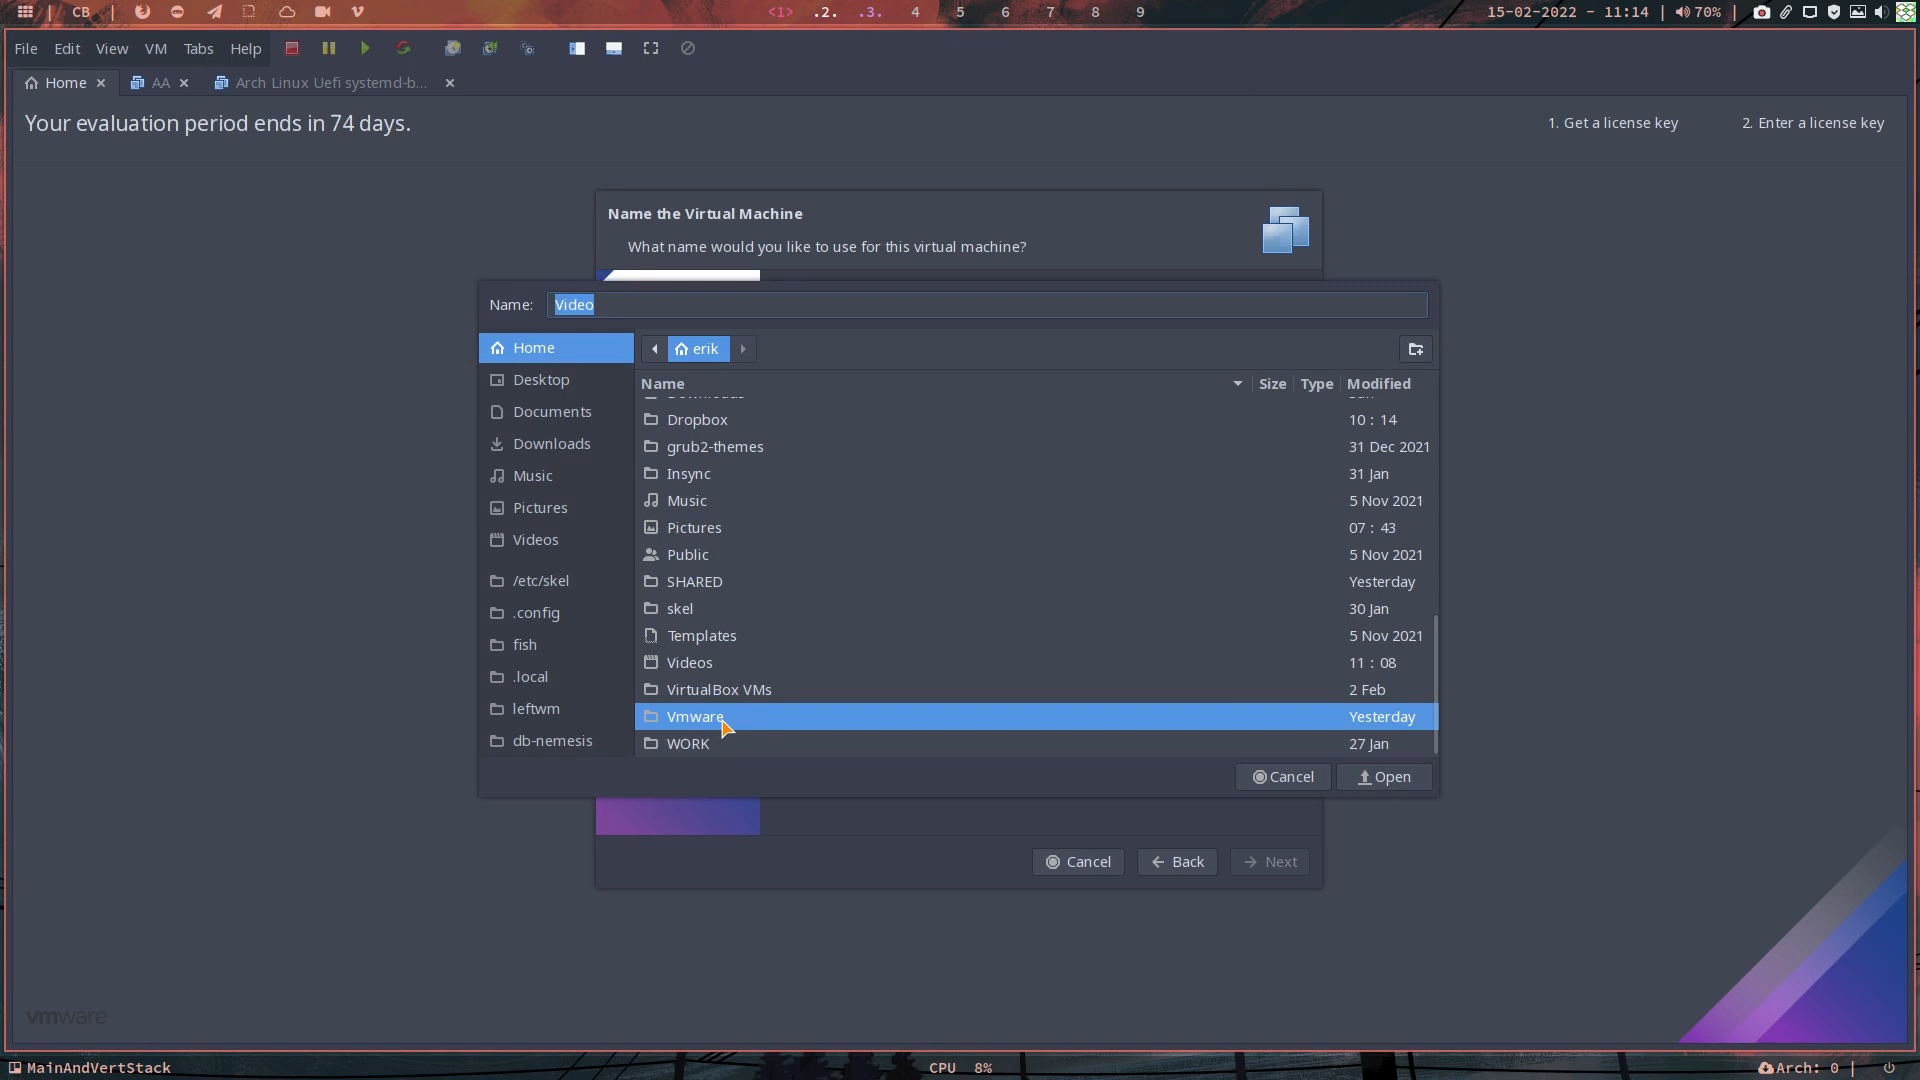 CB
<1> .2. .3. 4 5 6 7 8 9
15-02-2022 - 11:14 | 70% |
File Edit View VM Tabs Help
Home AA Arch Linux Uefi systemd-b...
Your evaluation period ends in 74 days.
1. Get a license key
2. Enter a license key
Name the Virtual Machine
What name would you like to use for this virtual machine?
Name: Video
Home
Desktop
Documents
Downloads
Music
Pictures
Videos
/etc/skel
.config
fish
.local
leftwm
db-nemesis
erik
Name Size Type Modified
Downloads Sun
Dropbox 10 : 14
grub2-themes 31 Dec 2021
Insync 31 Jan
Music 5 Nov 2021
Pictures 07 : 43
Public 5 Nov 2021
SHARED Yesterday
skel 30 Jan
Templates 5 Nov 2021
Videos 11 : 08
VirtualBox VMs 2 Feb
Vmware Yesterday
WORK 27 Jan
Cancel Open
Cancel Back Next
vmware
MainAndVertStack
CPU 8%
Arch: 0 |